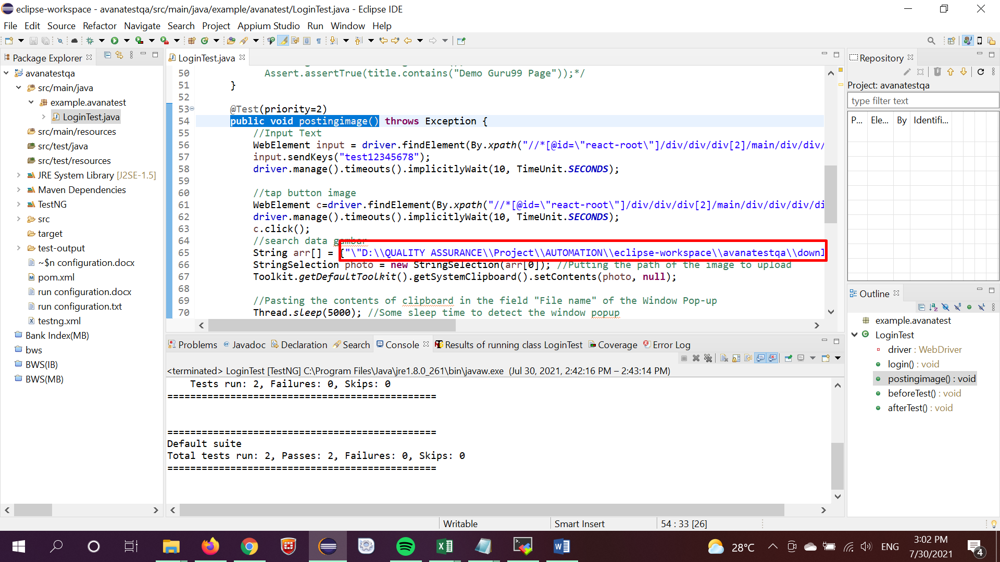 eclipse-workspace - avanatestqa/src/main/java/example/avanatest/LoginTest.java - Eclipse IDE
File Edit Source Refactor Navigate Search Project Appium Studio Run Window Help
Package Explorer
avanatestqa
src/main/java
example.avanatest
LoginTest.java
src/main/resources
src/test/java
src/test/resources
JRE System Library [J2SE-1.5]
Maven Dependencies
TestNG
src
target
test-output
~$n configuration.docx
pom.xml
run configuration.docx
run configuration.txt
testng.xml
Bank Index(MB)
bws
BWS(IB)
BWS(MB)
LoginTest.java
50 Assert.assertTrue(title.contains("Demo Guru99 Page"));*/
51 }
52
53 @Test(priority=2)
54 public void postingimage() throws Exception {
55 //Input Text
56 WebElement input = driver.findElement(By.xpath("//*[@id=\"react-root\"]/div/div/div[2]/main/div/div/
57 input.sendKeys("test12345678");
58 driver.manage().timeouts().implicitlyWait(10, TimeUnit.SECONDS);
59
60 //tap button image
61 WebElement c=driver.findElement(By.xpath("//*[@id=\"react-root\"]/div/div/div[2]/main/div/div/div/di
62 driver.manage().timeouts().implicitlyWait(10, TimeUnit.SECONDS);
63 c.click();
64 //search data gambar
65 String arr[] = {"\"D:\\QUALITY ASSURANCE\\Project\\AUTOMATION\\eclipse-workspace\\avanatestqa\\downl
66 StringSelection photo = new StringSelection(arr[0]); //Putting the path of the image to upload
67 Toolkit.getDefaultToolkit().getSystemClipboard().setContents(photo, null);
68
69 //Pasting the contents of clipboard in the field "File name" of the Window Pop-up
70 Thread.sleep(5000); //Some sleep time to detect the window popup
Problems Javadoc Declaration Search Console Results of running class LoginTest Coverage Error Log
<terminated> LoginTest [TestNG] C:\Program Files\Java\jre1.8.0_261\bin\javaw.exe (Jul 30, 2021, 2:42:16 PM – 2:43:14 PM)
Tests run: 2, Failures: 0, Skips: 0
===============================================
===============================================
Default suite
Total tests run: 2, Passes: 2, Failures: 0, Skips: 0
===============================================
Repository
Project: avanatestqa
type filter text
P... Ele... By Identifi...
Outline
example.avanatest
LoginTest
driver : WebDriver
login() : void
postingimage() : void
beforeTest() : void
afterTest() : void
Writable Smart Insert 54 : 33 [26]
28°C ENG 3:02 PM
7/30/2021
4